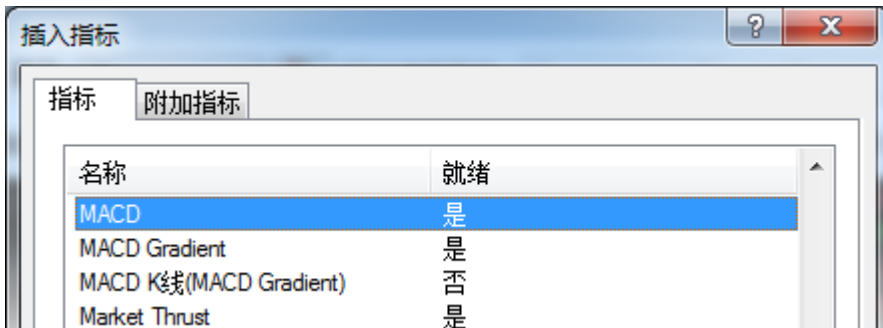 插入指标
指标 附加指标
名称 就绪
MACD 是
MACD Gradient 是
MACD K线(MACD Gradient) 否
Market Thrust 是